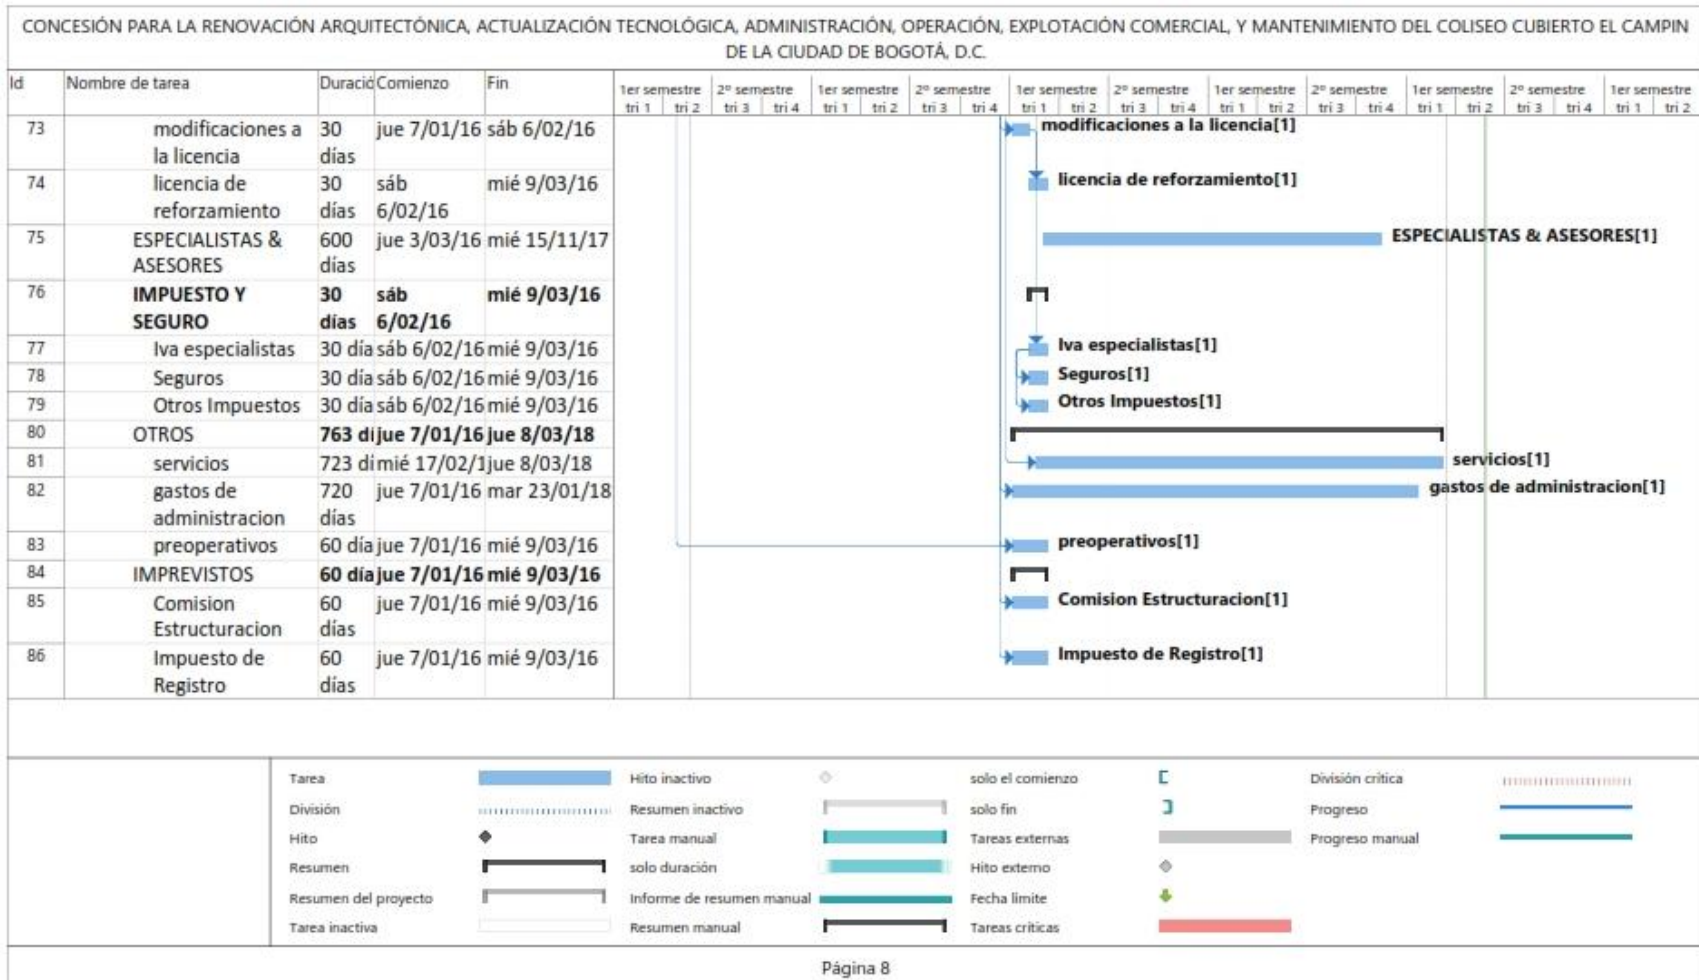 CONCESIÓN PARA LA RENOVACIÓN ARQUITECTÓNICA, ACTUALIZACIÓN TECNOLÓGICA, ADMINISTRACIÓN, OPERACIÓN, EXPLOTACIÓN COMERCIAL, Y MANTENIMIENTO DEL COLISEO CUBIERTO EL CAMPIN
DE LA CIUDAD DE BOGOTÁ, D.C.
Id Nombre de tarea Duració Comienzo Fin 1er semestre 2º semestre 1er semestre 2º semestre 1er semestre 2º semestre 1er semestre 2º semestre 1er semestre 2º semestre 1er semestre
tri 1 tri 2 tri 3 tri 4 tri 1 tri 2 tri 3 tri 4 tri 1 tri 2 tri 3 tri 4 tri 1 tri 2 tri 3 tri 4 tri 1 tri 2 tri 3 tri 4 tri 1 tri 2
73 modificaciones a 30 jue 7/01/16 sáb 6/02/16 modificaciones a la licencia[1]
la licencia días
74 licencia de 30 sáb mié 9/03/16 licencia de reforzamiento[1]
reforzamiento días 6/02/16
75 ESPECIALISTAS & 600 jue 3/03/16 mié 15/11/17 ESPECIALISTAS & ASESORES[1]
ASESORES días
76 IMPUESTO Y 30 sáb mié 9/03/16
SEGURO días 6/02/16
77 Iva especialistas 30 día sáb 6/02/16 mié 9/03/16 Iva especialistas[1]
78 Seguros 30 día sáb 6/02/16 mié 9/03/16 Seguros[1]
79 Otros Impuestos 30 día sáb 6/02/16 mié 9/03/16 Otros Impuestos[1]
80 OTROS 763 dí jue 7/01/16 jue 8/03/18
81 servicios 723 dí mié 17/02/1 jue 8/03/18 servicios[1]
82 gastos de 720 jue 7/01/16 mar 23/01/18 gastos de administracion[1]
administracion días
83 preoperativos 60 día jue 7/01/16 mié 9/03/16 preoperativos[1]
84 IMPREVISTOS 60 día jue 7/01/16 mié 9/03/16
85 Comision 60 jue 7/01/16 mié 9/03/16 Comision Estructuracion[1]
Estructuracion días
86 Impuesto de 60 jue 7/01/16 mié 9/03/16 Impuesto de Registro[1]
Registro días
Tarea Hito inactivo solo el comienzo División crítica
División Resumen inactivo solo fin Progreso
Hito Tarea manual Tareas externas Progreso manual
Resumen solo duración Hito externo
Resumen del proyecto Informe de resumen manual Fecha límite
Tarea inactiva Resumen manual Tareas críticas
Página 8